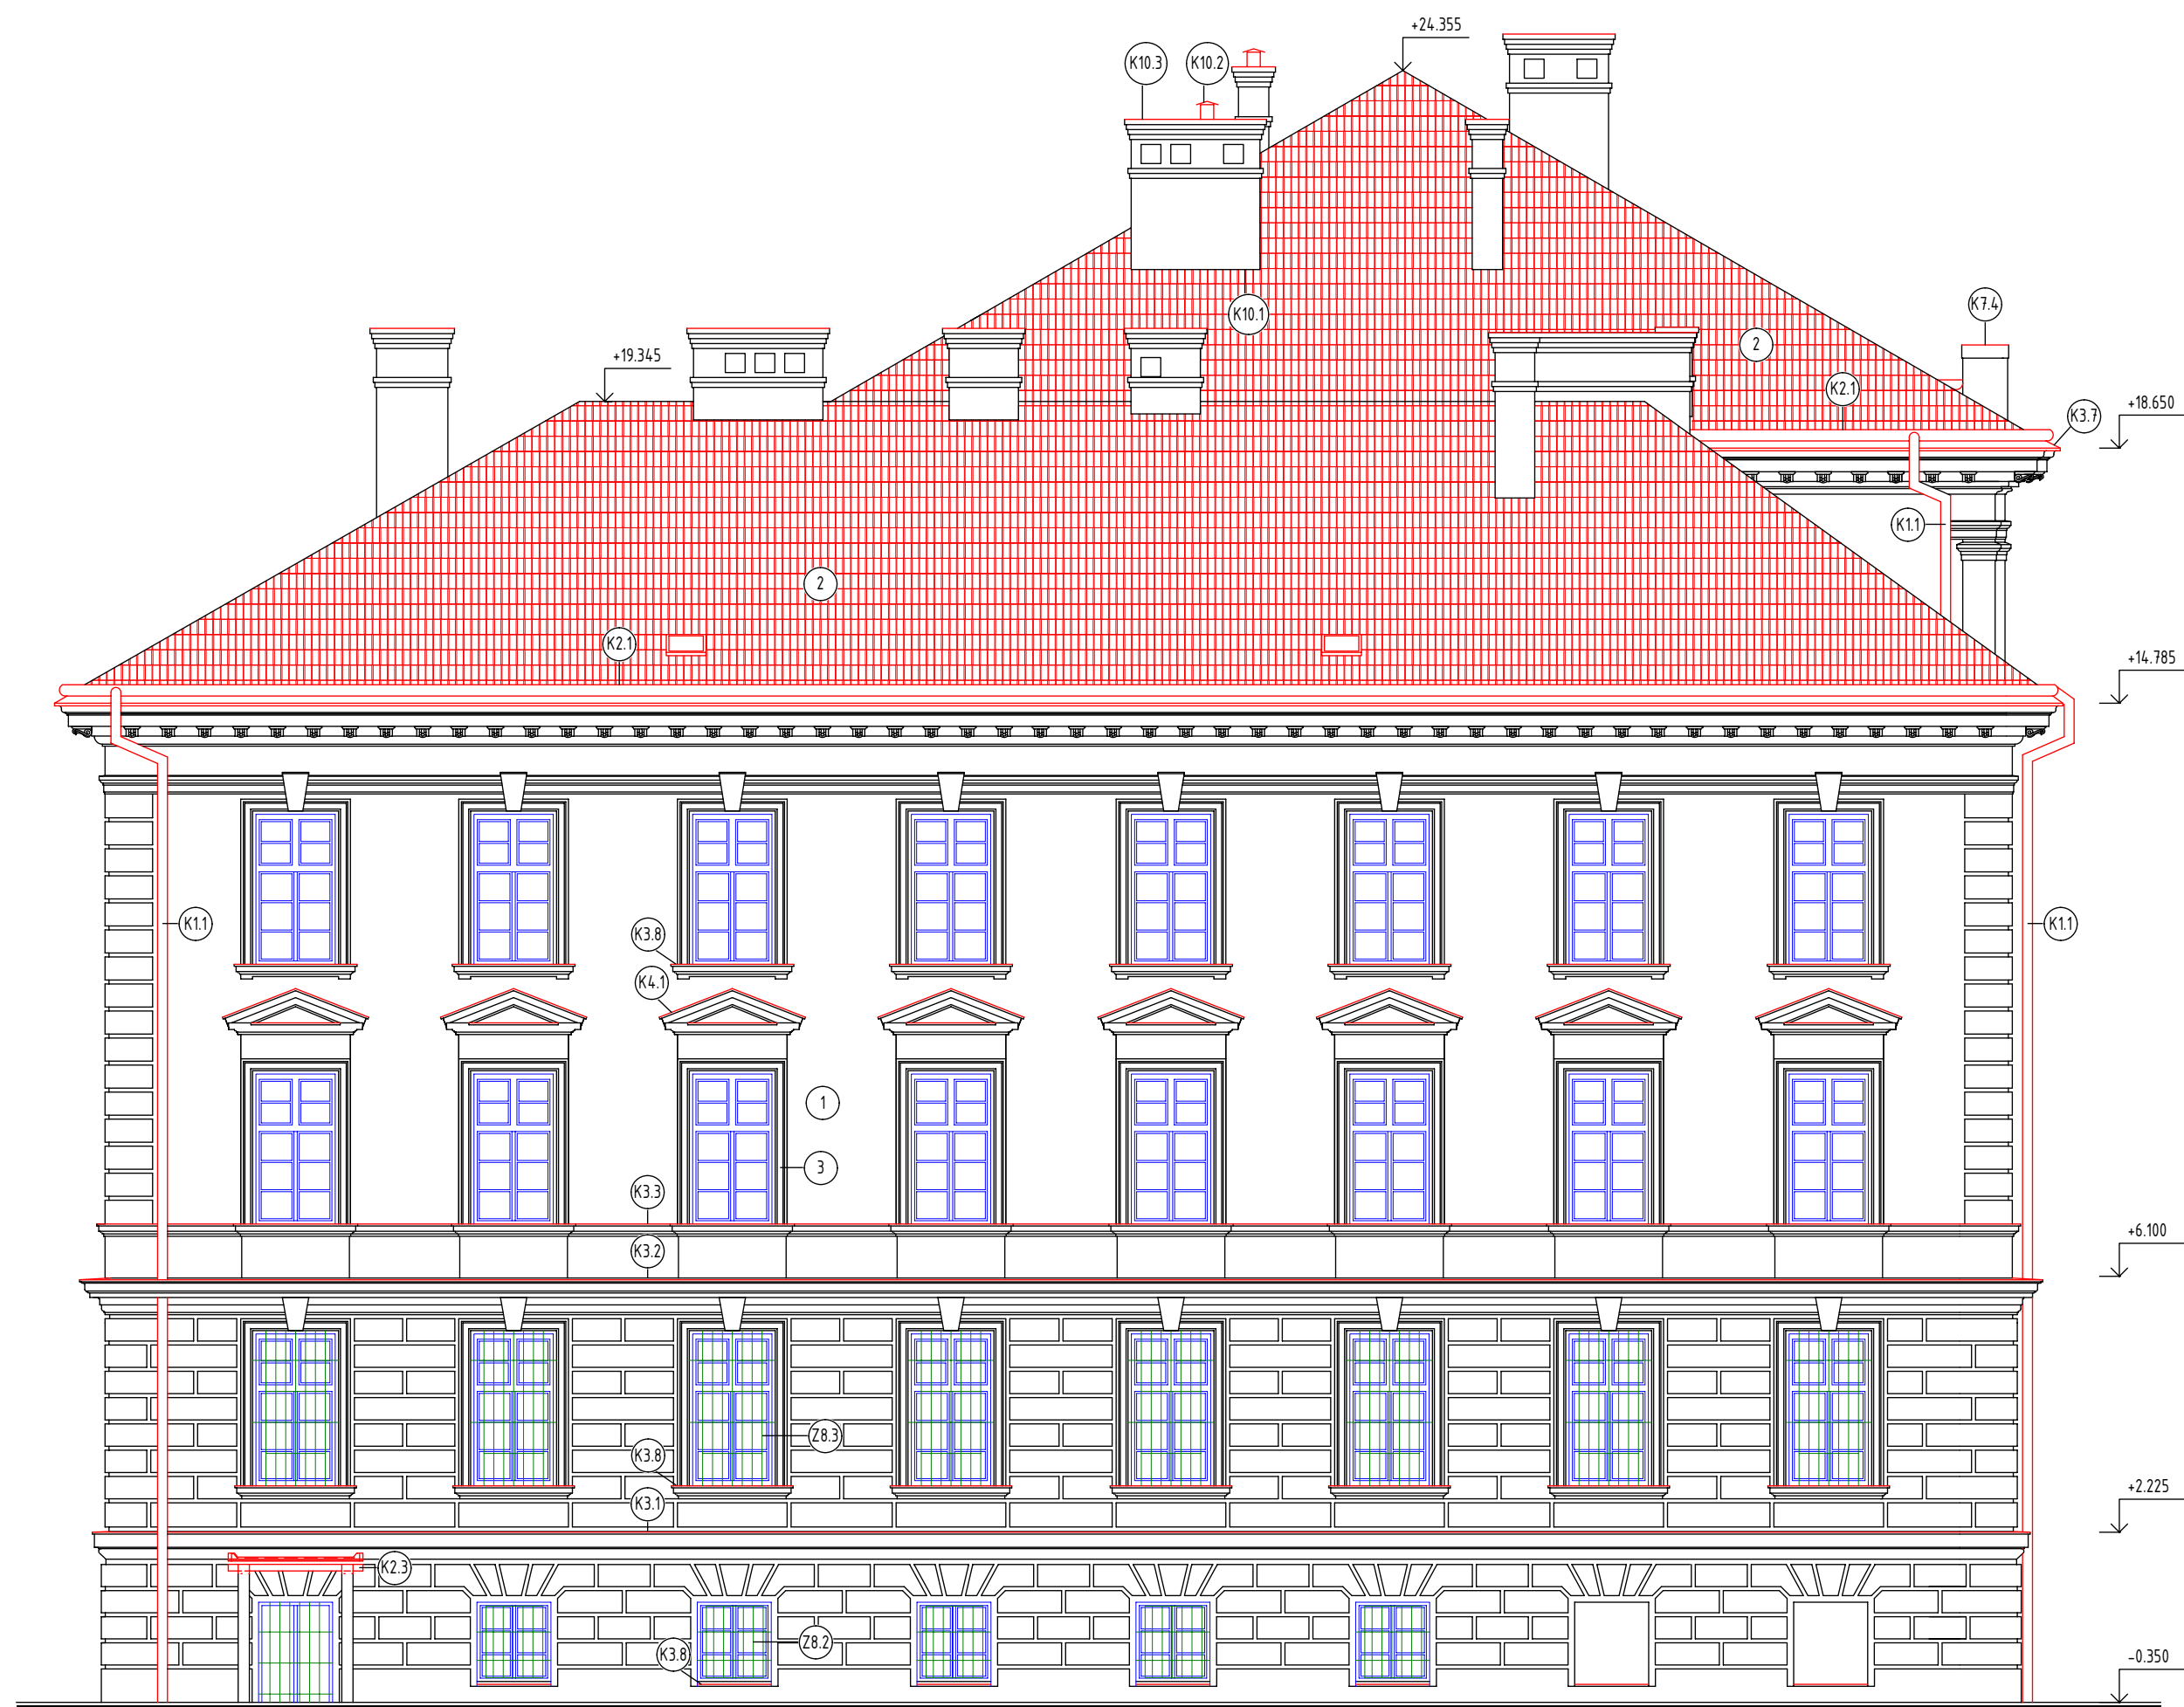 +24.355
K10.3
K10.2
K10.1
K7.4
2
+19.345
K2.1
+18.650
K3.7
K1.1
2
K2.1
+14.785
K1.1
K3.8
K1.1
K4.1
1
3
K3.3
K3.2
+6.100
Z8.3
K3.8
K3.1
+2.225
K2.3
Z8.2
K3.8
-0.350